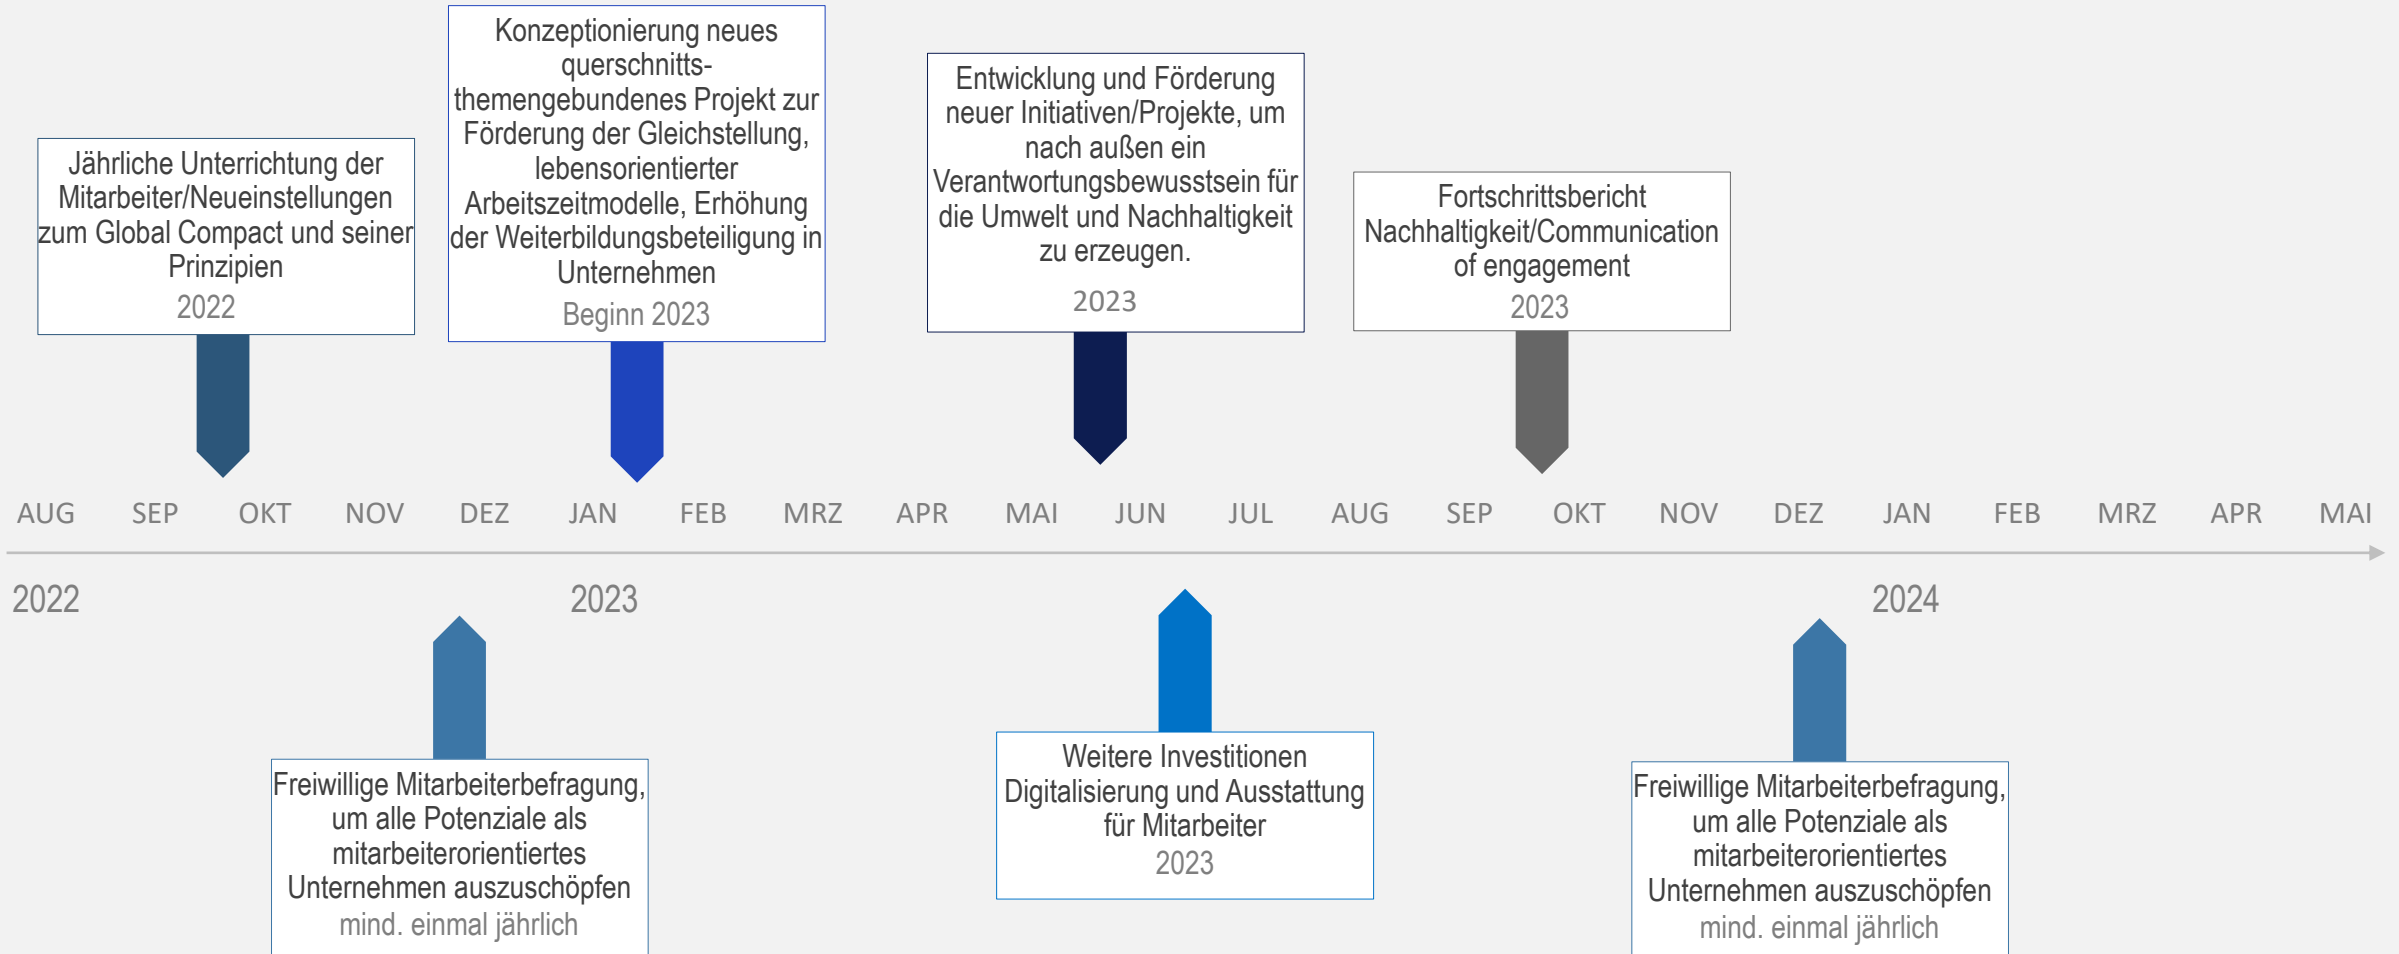 Jährliche Unterrichtung der
Mitarbeiter/Neueinstellungen
zum Global Compact und seiner
Prinzipien
2022
Konzeptionierung neues
querschnitts-
themengebundenes Projekt zur
Förderung der Gleichstellung,
lebensorientierter
Arbeitszeitmodelle, Erhöhung
der Weiterbildungsbeteiligung in
Unternehmen
Beginn 2023
Entwicklung und Förderung
neuer Initiativen/Projekte, um
nach außen ein
Verantwortungsbewusstsein für
die Umwelt und Nachhaltigkeit
zu erzeugen.
2023
Fortschrittsbericht
Nachhaltigkeit/Communication
of engagement
2023
AUG SEP OKT NOV DEZ JAN FEB MRZ APR MAI JUN JUL AUG SEP OKT NOV DEZ JAN FEB MRZ APR MAI
2022 2023 2024
Freiwillige Mitarbeiterbefragung,
um alle Potenziale als
mitarbeiterorientiertes
Unternehmen auszuschöpfen
mind. einmal jährlich
Weitere Investitionen
Digitalisierung und Ausstattung
für Mitarbeiter
2023
Freiwillige Mitarbeiterbefragung,
um alle Potenziale als
mitarbeiterorientiertes
Unternehmen auszuschöpfen
mind. einmal jährlich